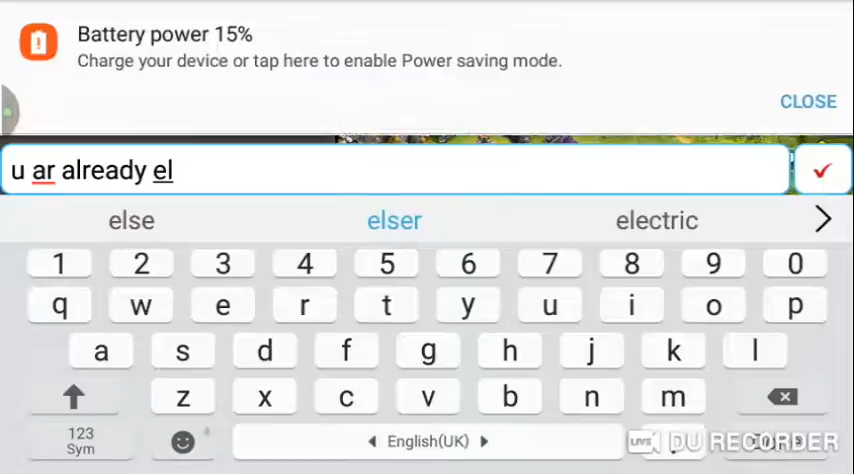 Battery power 15%
Charge your device or tap here to enable Power saving mode.
CLOSE
u ar already el
else elser electric
1 2 3 4 5 6 7 8 9 0
q w e r t y u i o p
a s d f g h j k l
z x c v b n m
123
Sym
English(UK)
LIVE DU RECORDER